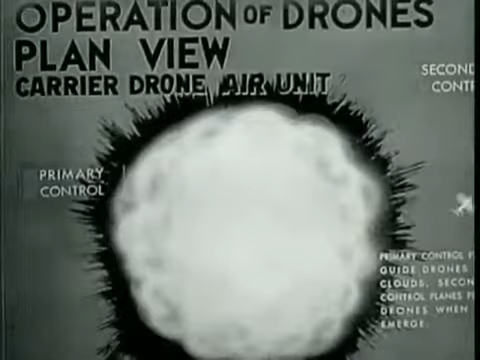 OPERATION OF DRONES
PLAN VIEW
CARRIER DRONE AIR UNIT
SECOND
CONT
PRIMARY
CONTROL
PRIMARY CONTROL P
GUIDE DRONES
CLOUDS. SECON
CONTROL PLANES P
DRONES WHEN
EMERGE.